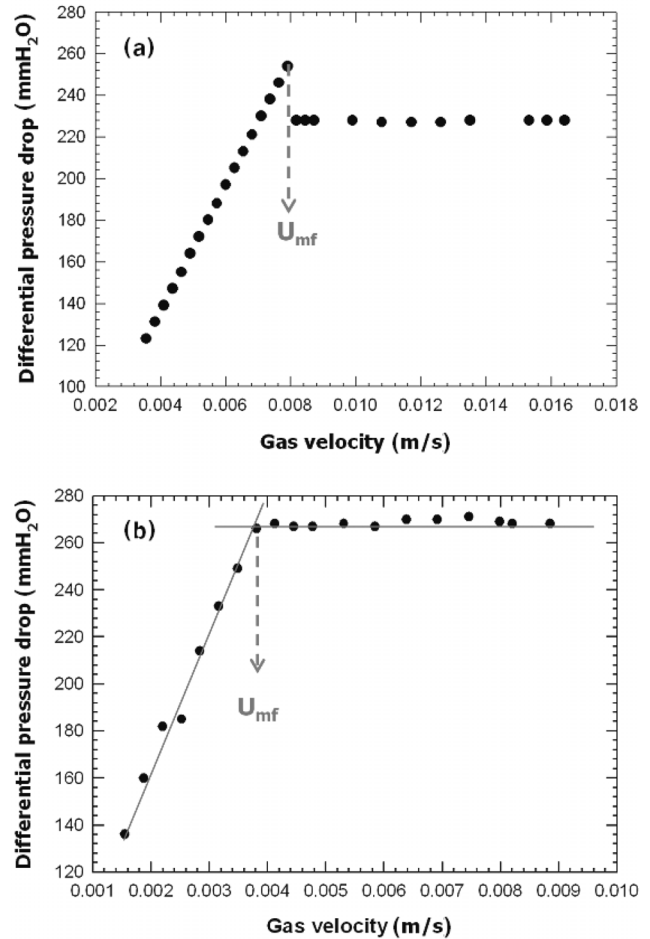 (a)
Differential pressure drop (mmH₂O)
280
260
240
220
200
180
160
140
120
100
U_mf
0.002 0.004 0.006 0.008 0.010 0.012 0.014 0.016 0.018
Gas velocity (m/s)
(b)
Differential pressure drop (mmH₂O)
280
260
240
220
200
180
160
140
120
U_mf
0.001 0.002 0.003 0.004 0.005 0.006 0.007 0.008 0.009 0.010
Gas velocity (m/s)